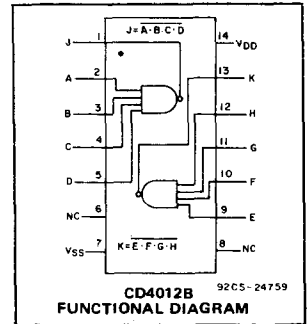 J=A·B·C·D
J 1
A 2
B 3
C 4
D 5
NC 6
VSS 7
14 VDD
13 K
12 H
11 G
10 F
9 E
8 NC
K=E·F·G·H
CD4012B
92CS-24759
FUNCTIONAL DIAGRAM